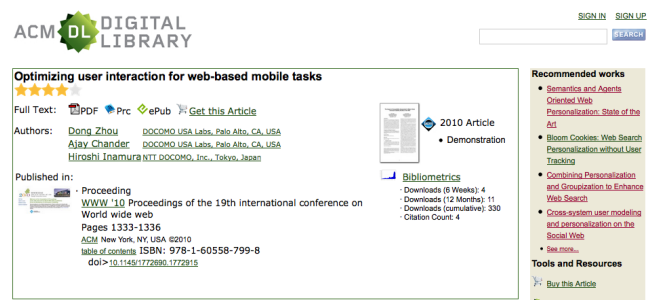 ACM DL DIGITAL LIBRARY
SIGN IN SIGN UP
SEARCH
Optimizing user interaction for web-based mobile tasks
Full Text: PDF Prc ePub Get this Article
Authors: Dong Zhou DOCOMO USA Labs, Palo Alto, CA, USA
Ajay Chander DOCOMO USA Labs, Palo Alto, CA, USA
Hiroshi Inamura NTT DOCOMO, Inc., Tokyo, Japan
2010 Article
• Demonstration
Published in:
· Proceeding
WWW '10 Proceedings of the 19th international conference on
World wide web
Pages 1333-1336
ACM New York, NY, USA ©2010
table of contents ISBN: 978-1-60558-799-8
doi>10.1145/1772690.1772915
Bibliometrics
· Downloads (6 Weeks): 4
· Downloads (12 Months): 11
· Downloads (cumulative): 330
· Citation Count: 4
Recommended works
• Semantics and Agents
Oriented Web
Personalization: State of the
Art
• Bloom Cookies: Web Search
Personalization without User
Tracking
• Combining Personalization
and Groupization to Enhance
Web Search
• Cross-system user modeling
and personalization on the
Social Web
• See more...
Tools and Resources
Buy this Article